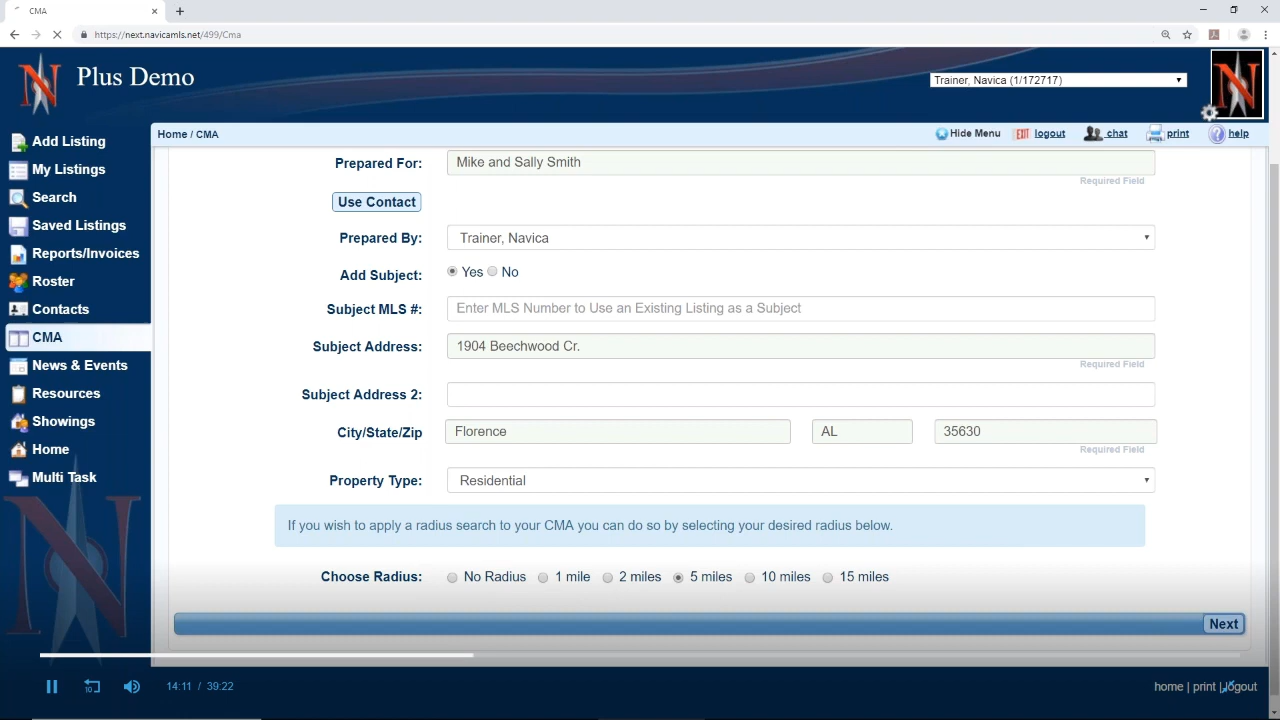 CMA
https://next.navicamls.net/499/Cma
Plus Demo
Trainer, Navica (1/172717)
Home / CMA
Hide Menu
EXIT logout
chat
print
help
Add Listing
My Listings
Search
Saved Listings
Reports/Invoices
Roster
Contacts
CMA
News & Events
Resources
Showings
Home
Multi Task
Prepared For: Mike and Sally Smith
Required Field
Use Contact
Prepared By: Trainer, Navica
Add Subject: Yes No
Subject MLS #: Enter MLS Number to Use an Existing Listing as a Subject
Subject Address: 1904 Beechwood Cr.
Required Field
Subject Address 2:
City/State/Zip Florence AL 35630
Required Field
Property Type: Residential
If you wish to apply a radius search to your CMA you can do so by selecting your desired radius below.
Choose Radius: No Radius 1 mile 2 miles 5 miles 10 miles 15 miles
Next
10
14:11 / 39:22
home | print | logout